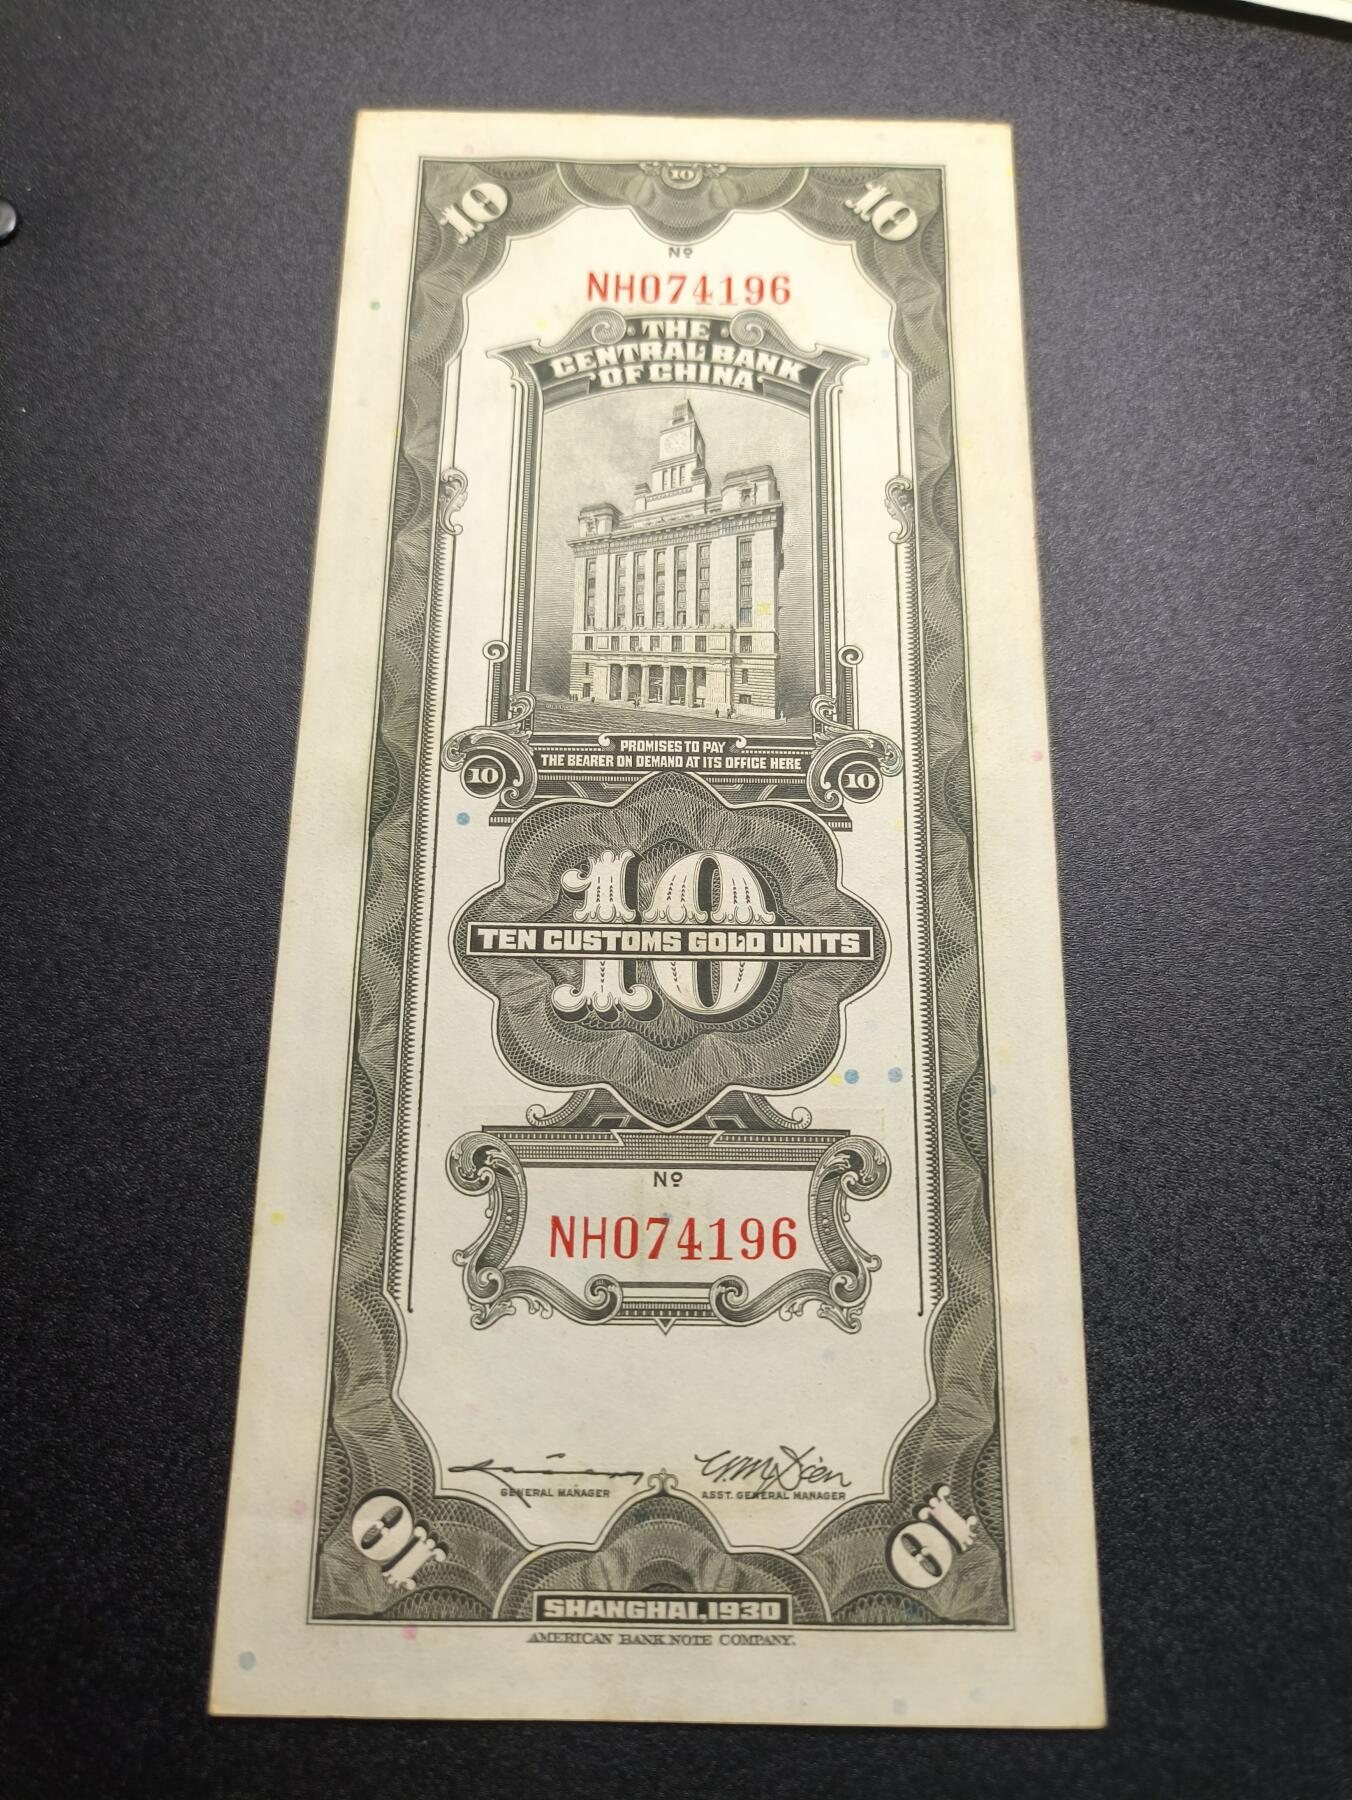 10 10 10
Nº
NH074196
THE
CENTRAL BANK
OF CHINA
PROMISES TO PAY
THE BEARER ON DEMAND AT ITS OFFICE HERE
10 10
10
TEN CUSTOMS GOLD UNITS
Nº
NH074196
GENERAL MANAGER
ASST. GENERAL MANAGER
10 10
SHANGHAI, 1930
AMERICAN BANK NOTE COMPANY.